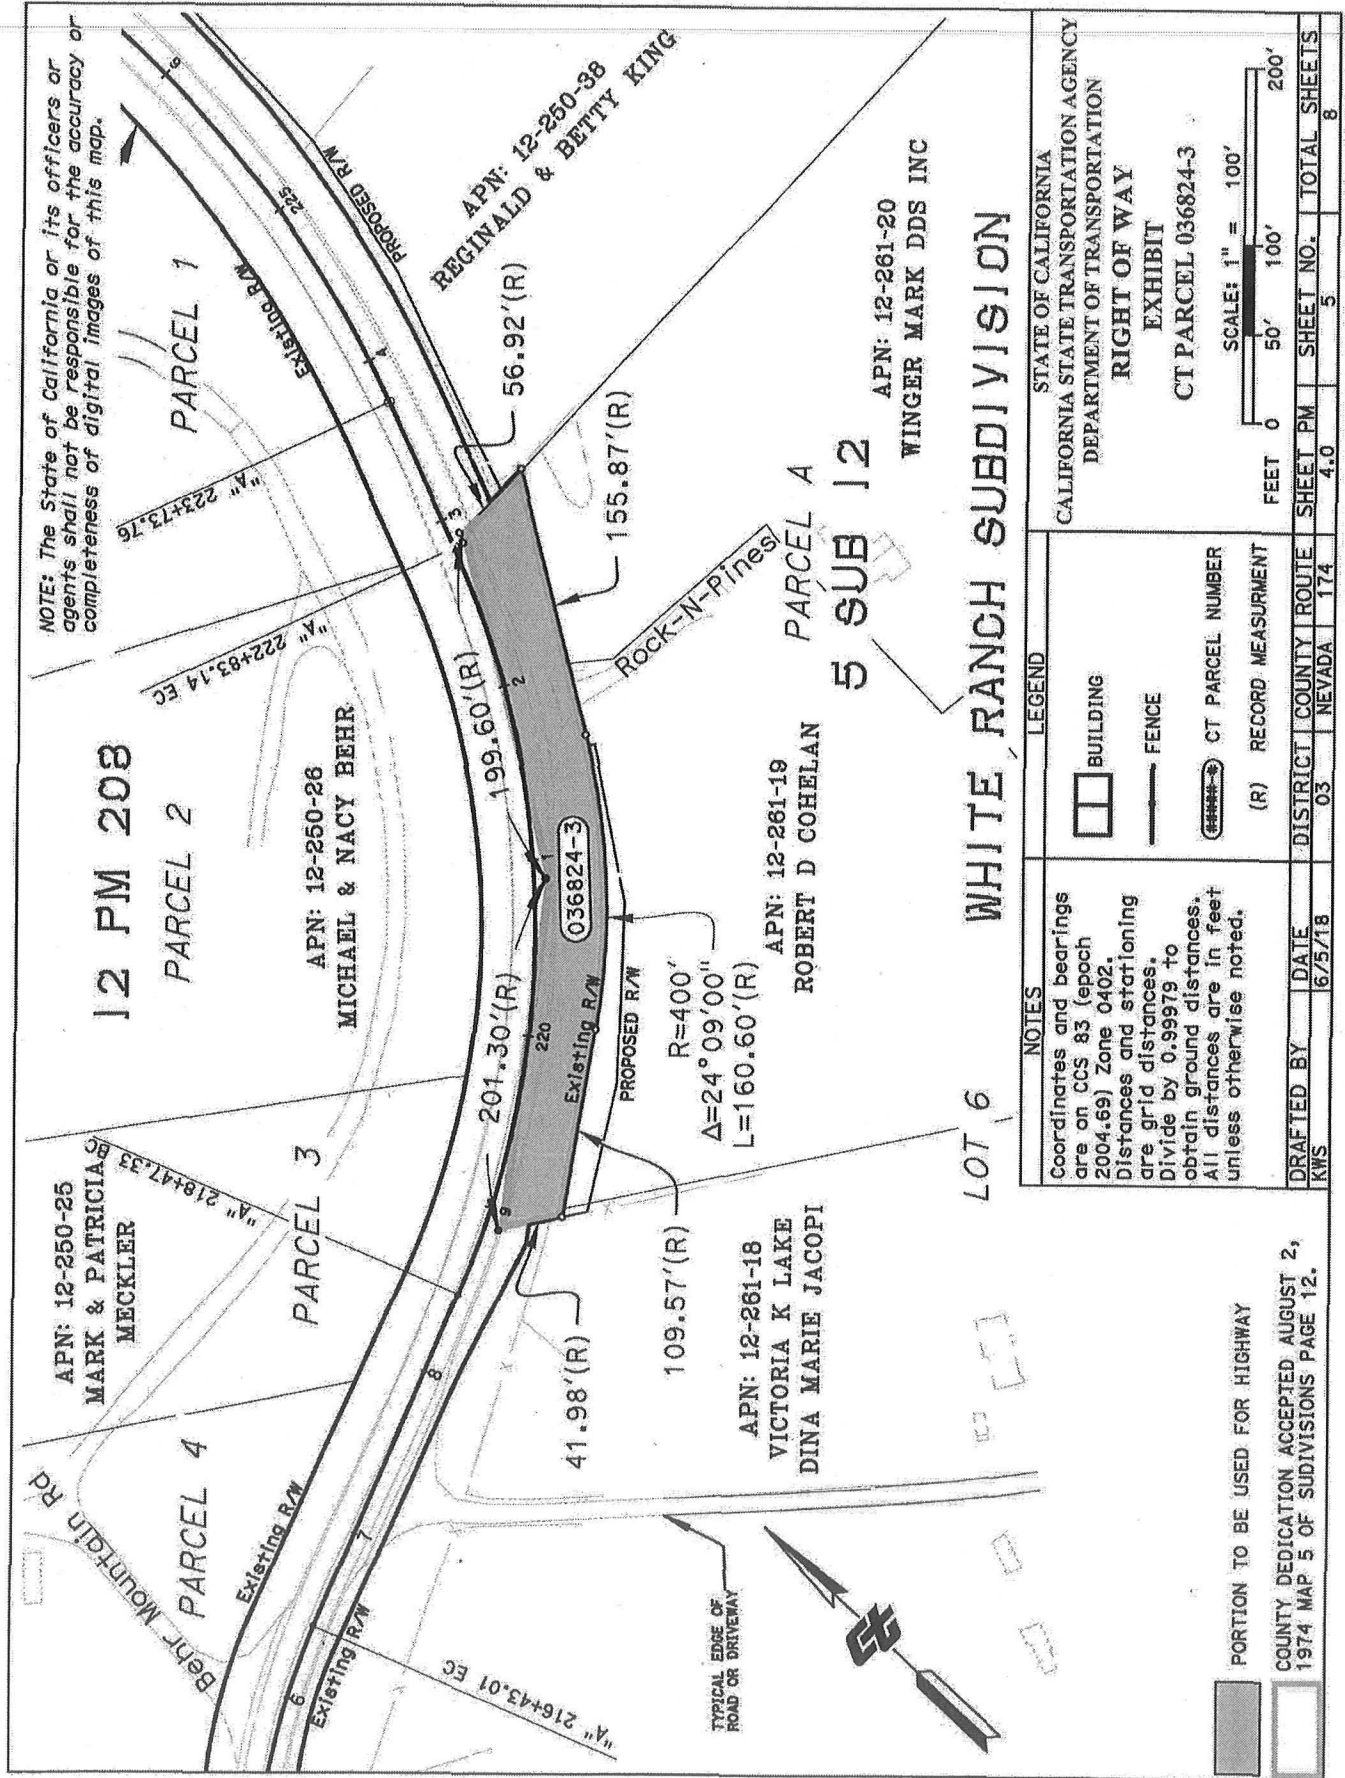 NOTE: The State of California or its officers or
agents shall not be responsible for the accuracy or
completeness of digital images of this map.
Behr Mountain Rd
PARCEL 4
APN: 12-250-25
MARK & PATRICIA
MECKLER
PARCEL 3
"A" 218+47.33 BC
12 PM 208
PARCEL 2
APN: 12-250-26
MICHAEL & NACY BEHR
"A" 222+83.14 EC
"A" 223+73.76
PARCEL 1
Existing R/W
Existing R/W
Existing R/W
6
7
8
9
220
1
2
3
4
225
6
"A" 216+43.01 EC
201.30'(R)
199.60'(R)
56.92'(R)
PROPOSED R/W
APN: 12-250-38
REGINALD & BETTY KING
036824-3
Existing R/W
PROPOSED R/W
155.87'(R)
41.98'(R)
109.57'(R)
R=400'
Δ=24°09'00"
L=160.60'(R)
Rock-N-Pines
APN: 12-261-18
VICTORIA K LAKE
DINA MARIE JACOPI
APN: 12-261-19
ROBERT D COHELAN
PARCEL A
5 SUB 12
APN: 12-261-20
WINGER MARK DDS INC
LOT 6
WHITE RANCH SUBDIVISION
TYPICAL EDGE OF
ROAD OR DRIVEWAY
ct
PORTION TO BE USED FOR HIGHWAY
COUNTY DEDICATION ACCEPTED AUGUST 2,
1974 MAP 5 OF SUDIVISIONS PAGE 12.
NOTES
Coordinates and bearings
are on CCS 83 (epoch
2004.69) Zone 0402.
Distances and stationing
are grid distances.
Divide by 0.99979 to
obtain ground distances.
All distances are in feet
unless otherwise noted.
LEGEND
BUILDING
FENCE
######-# CT PARCEL NUMBER
(R) RECORD MEASURMENT
STATE OF CALIFORNIA
CALIFORNIA STATE TRANSPORTATION AGENCY
DEPARTMENT OF TRANSPORTATION
RIGHT OF WAY
EXHIBIT
CT PARCEL 036824-3
SCALE: 1" = 100'
FEET 0 50' 100' 200'
DRAFTED BY DATE DISTRICT COUNTY ROUTE SHEET PM SHEET NO. TOTAL SHEETS
KWS 6/5/18 03 NEVADA 174 4.0 5 8